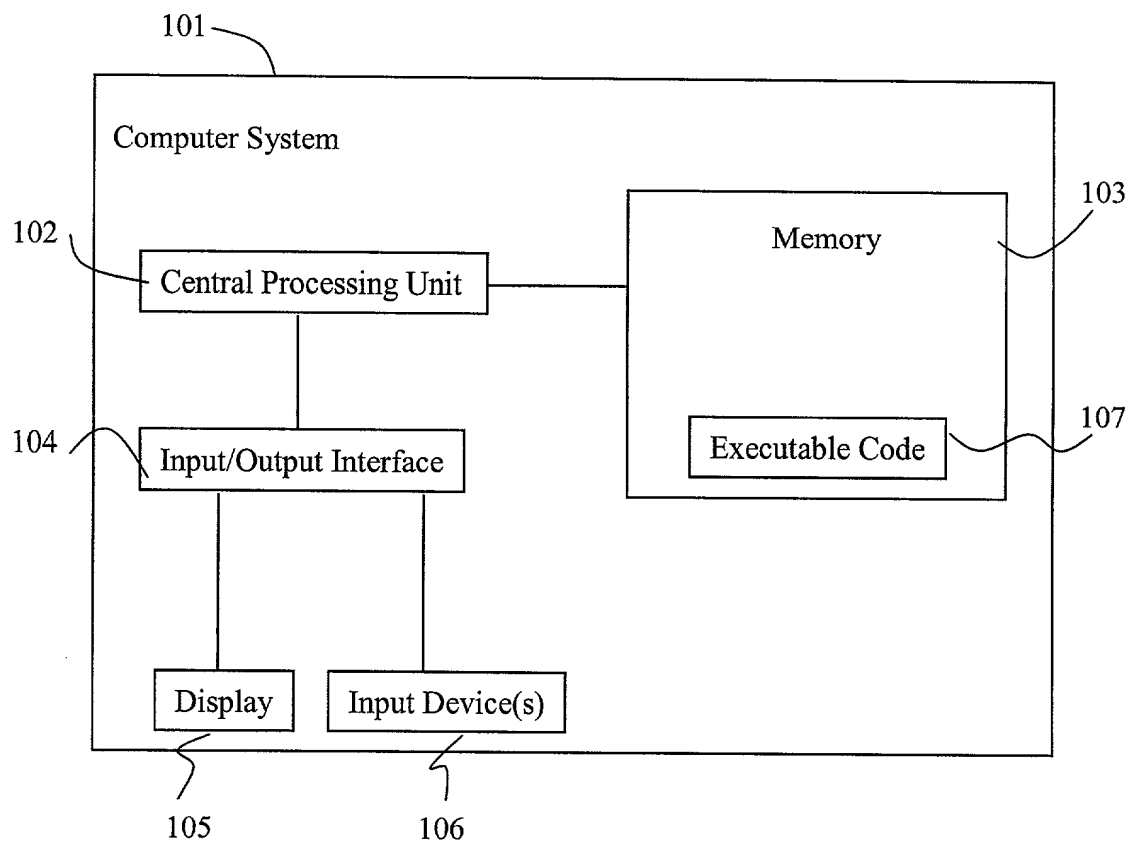 101
Computer System
103
Memory
102
Central Processing Unit
107
104
Input/Output Interface
Executable Code
Display
Input Device(s)
105
106